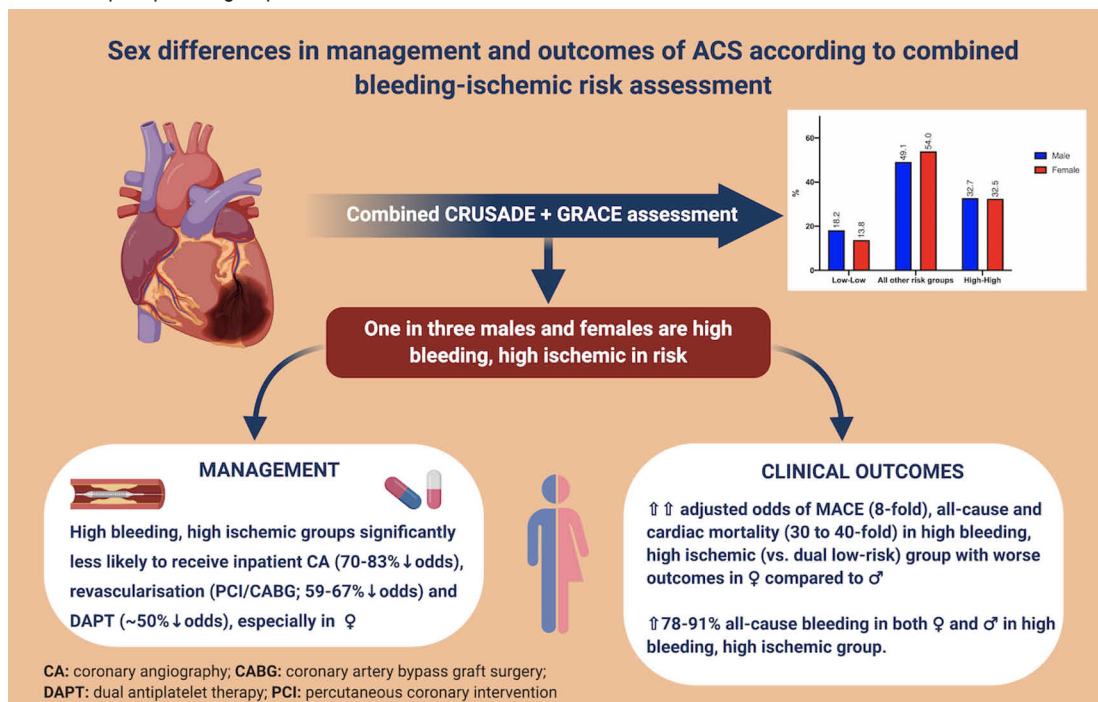 Sex differences in management and outcomes of ACS according to combined
bleeding-ischemic risk assessment
Combined CRUSADE + GRACE assessment
%
60
40
20
0
18.2
13.8
49.1
54.0
32.7
32.5
Low-Low
All other risk groups
High-High
Male
Female
One in three males and females are high
bleeding, high ischemic in risk
MANAGEMENT
High bleeding, high ischemic groups significantly
less likely to receive inpatient CA (70-83%↓odds),
revascularisation (PCI/CABG; 59-67%↓odds) and
DAPT (~50%↓odds), especially in ♀
CLINICAL OUTCOMES
⇧⇧ adjusted odds of MACE (8-fold), all-cause and
cardiac mortality (30 to 40-fold) in high bleeding,
high ischemic (vs. dual low-risk) group with worse
outcomes in ♀ compared to ♂
⇧78-91% all-cause bleeding in both ♀ and ♂ in high
bleeding, high ischemic group.
CA: coronary angiography; CABG: coronary artery bypass graft surgery;
DAPT: dual antiplatelet therapy; PCI: percutaneous coronary intervention